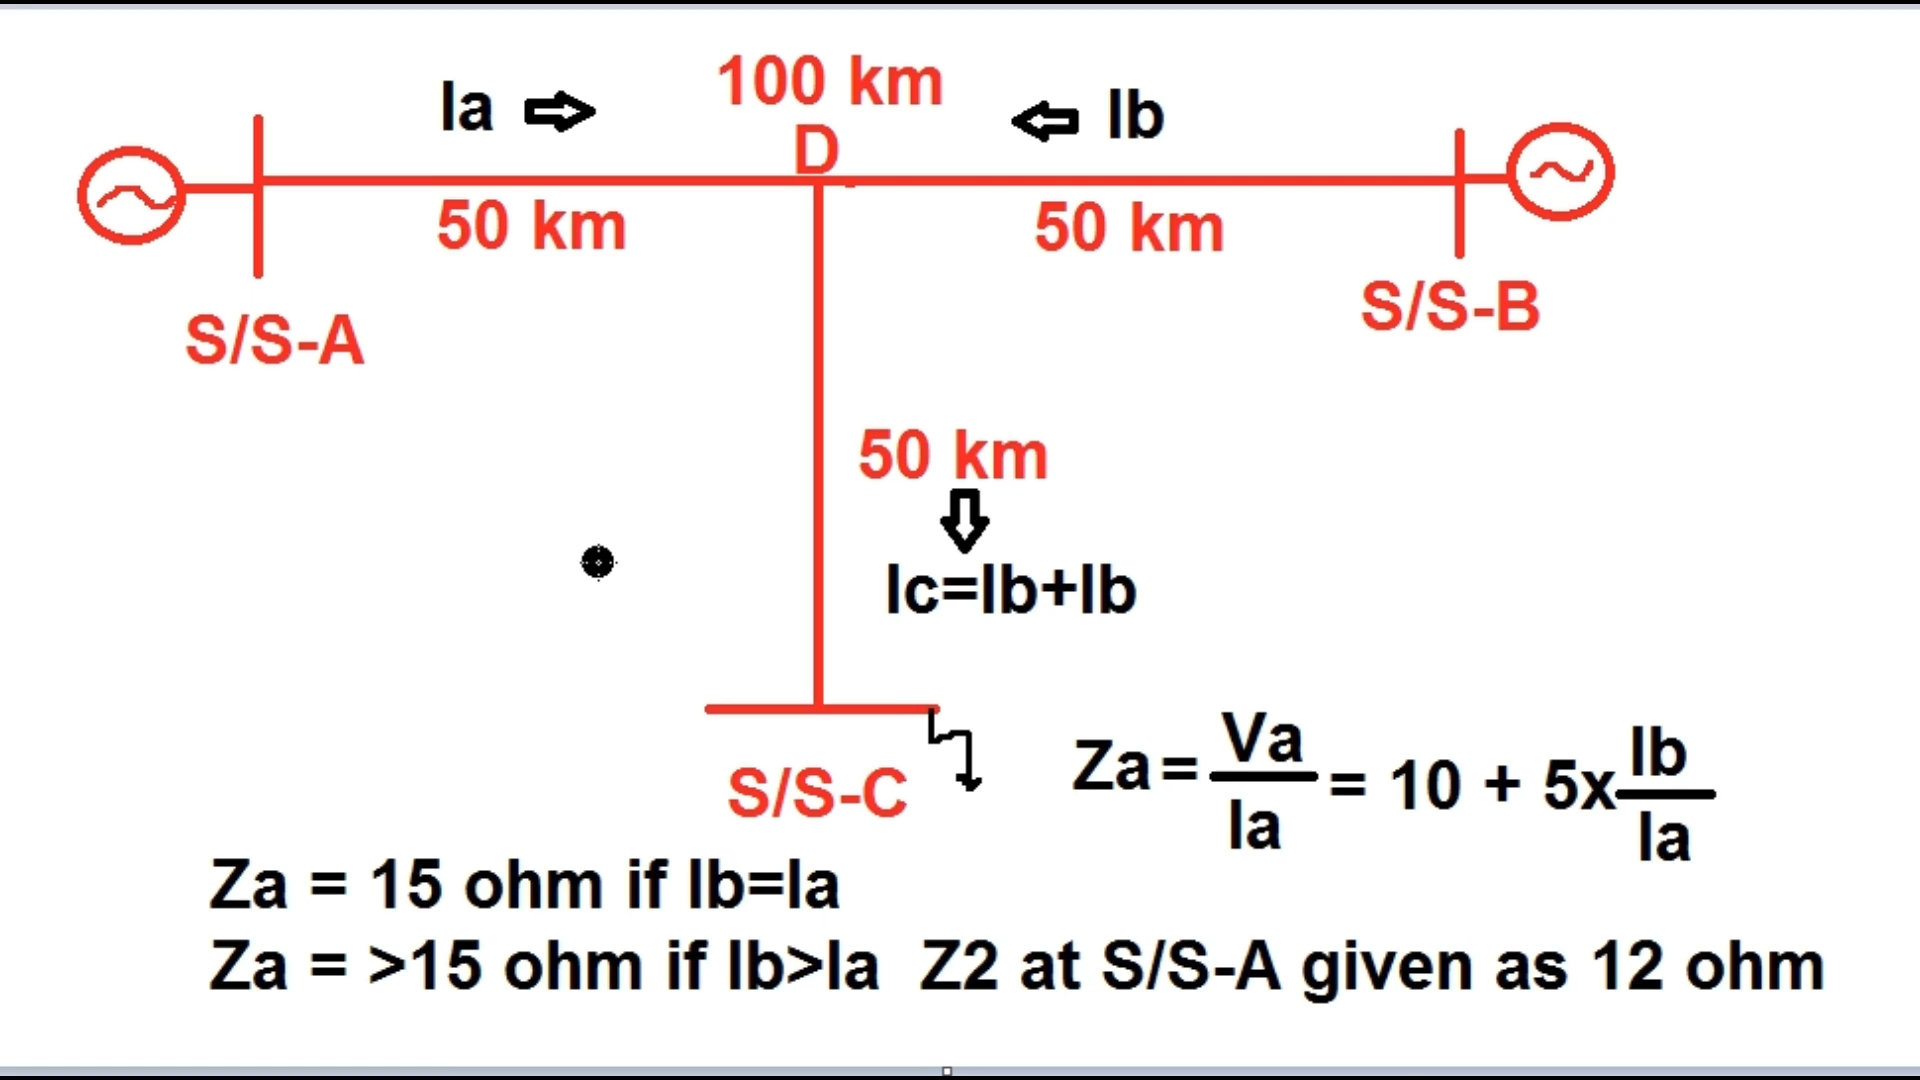 100 km
Ia
D
Ib
50 km
50 km
S/S-A
S/S-B
50 km
Ic=Ib+Ib
S/S-C
Za = Va / Ia = 10 + 5x Ib / Ia
Za = 15 ohm if Ib=Ia
Za = >15 ohm if Ib>Ia Z2 at S/S-A given as 12 ohm